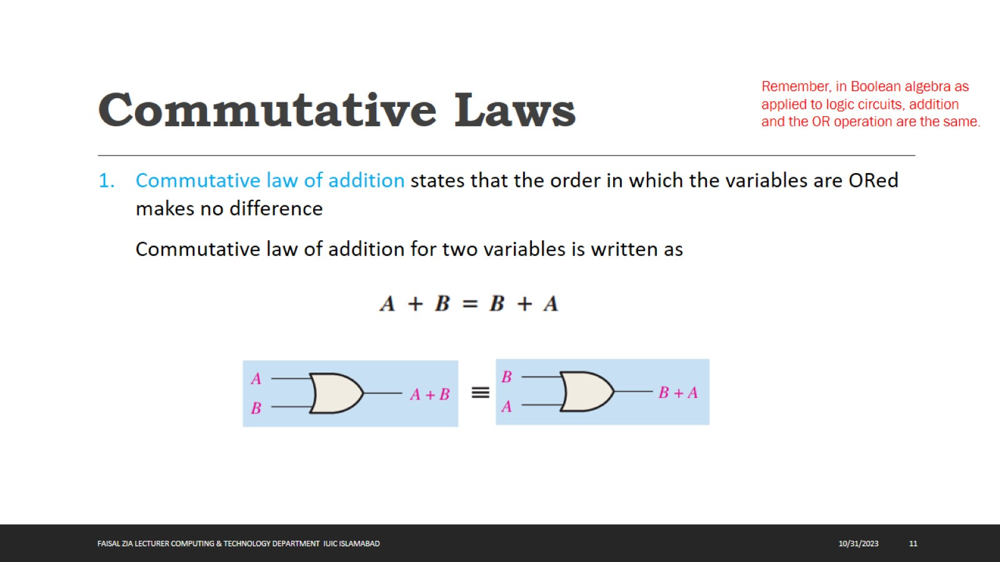 Commutative Laws
Remember, in Boolean algebra as
applied to logic circuits, addition
and the OR operation are the same.
1. Commutative law of addition states that the order in which the variables are ORed
makes no difference
Commutative law of addition for two variables is written as
A + B = B + A
A
B
A + B
≡
B
A
B + A
FAISAL ZIA LECTURER COMPUTING & TECHNOLOGY DEPARTMENT IUIC ISLAMABAD
10/31/2023
11